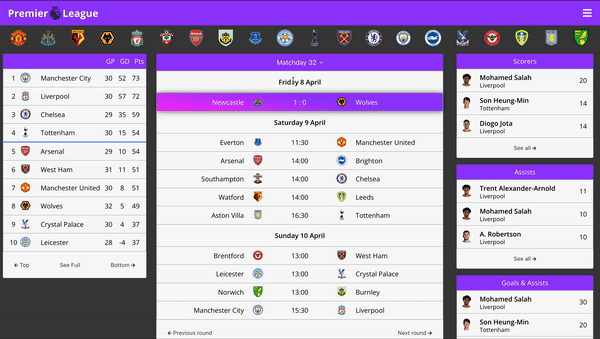 Premier League
GP GD Pts
1 Manchester City 30 52 73
2 Liverpool 30 57 72
3 Chelsea 29 35 59
4 Tottenham 30 15 54
5 Arsenal 29 10 54
6 West Ham 31 11 51
7 Manchester United 30 8 51
8 Wolves 32 5 49
9 Crystal Palace 30 4 37
10 Leicester 28 -4 37
← Top See Full Bottom →
Matchday 32
Friday 8 April
Newcastle 1 : 0 Wolves
Saturday 9 April
Everton 11:30 Manchester United
Arsenal 14:00 Brighton
Southampton 14:00 Chelsea
Watford 14:00 Leeds
Aston Villa 16:30 Tottenham
Sunday 10 April
Brentford 13:00 West Ham
Leicester 13:00 Crystal Palace
Norwich 13:00 Burnley
Manchester City 15:30 Liverpool
← Previous round Next round →
Scorers
Mohamed Salah 20
Liverpool
Son Heung-Min 14
Tottenham
Diogo Jota 14
Liverpool
See all →
Assists
Trent Alexander-Arnold 11
Liverpool
Mohamed Salah 10
Liverpool
A. Robertson 10
Liverpool
See all →
Goals & Assists
Mohamed Salah 30
Liverpool
Son Heung-Min 20
Tottenham